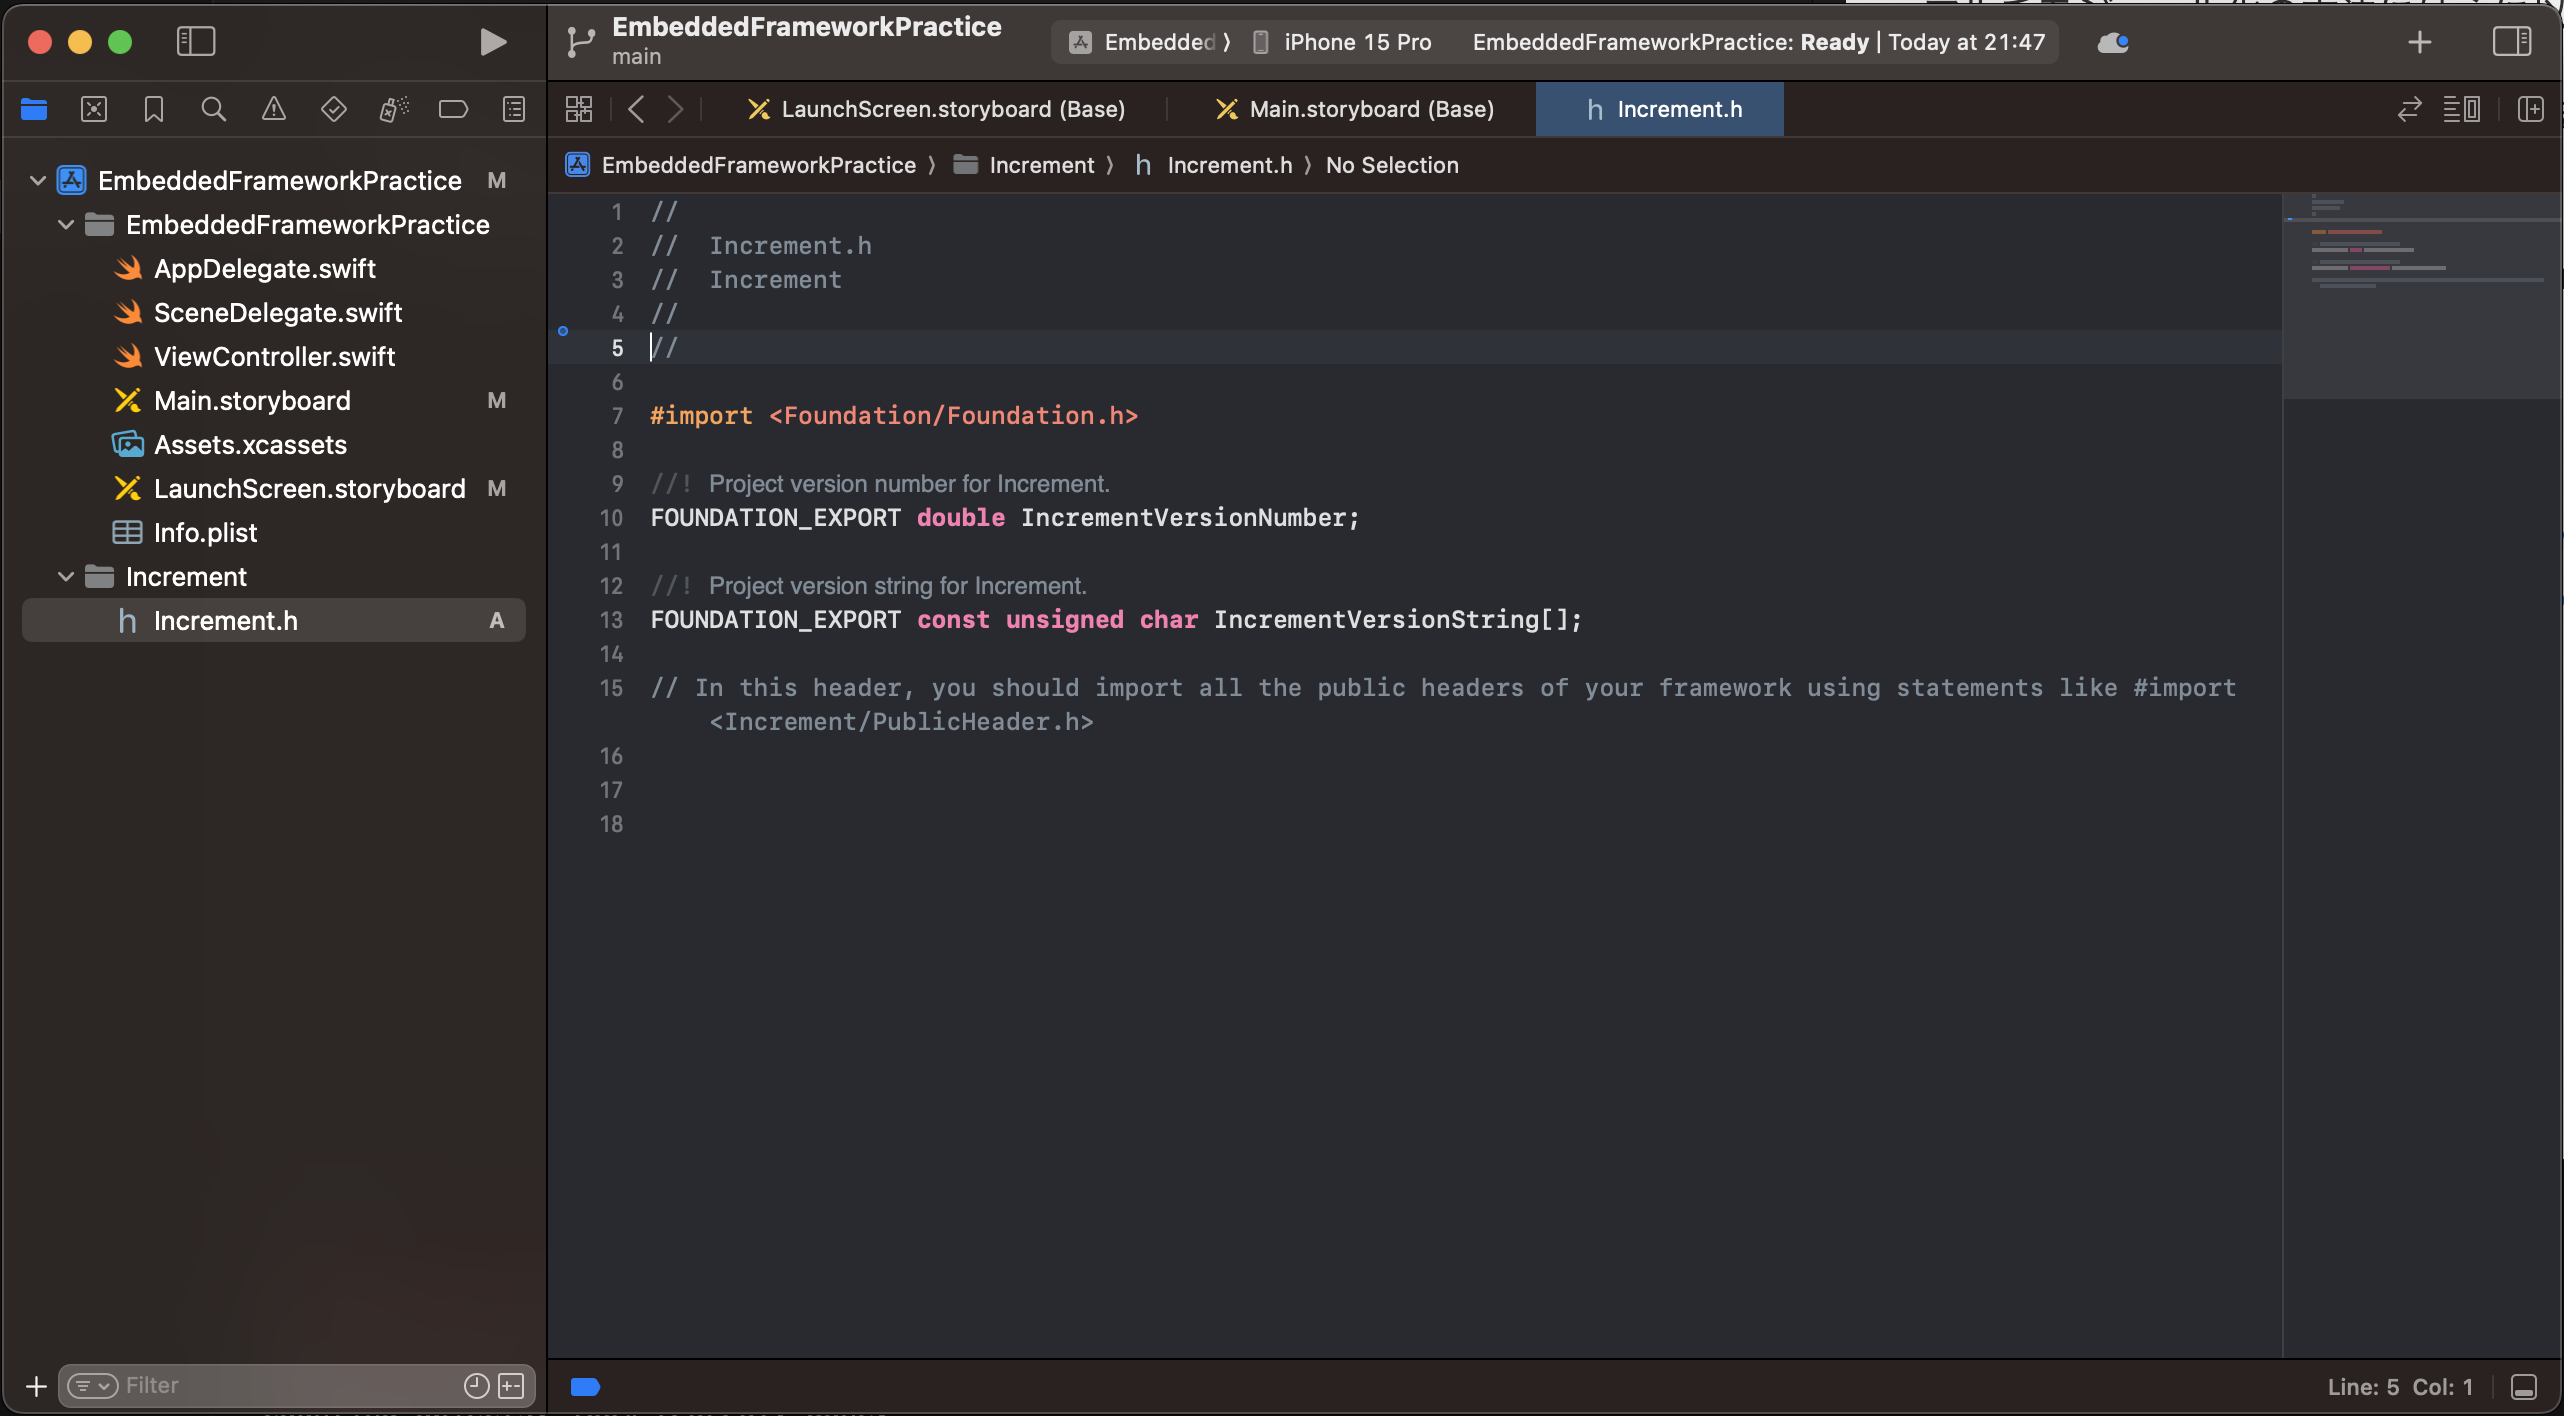 EmbeddedFrameworkPractice
main
Embedded
iPhone 15 Pro
EmbeddedFrameworkPractice: Ready | Today at 21:47
LaunchScreen.storyboard (Base)
Main.storyboard (Base)
h Increment.h
EmbeddedFrameworkPractice 〉 Increment 〉 h Increment.h 〉 No Selection
EmbeddedFrameworkPractice M
EmbeddedFrameworkPractice
AppDelegate.swift
SceneDelegate.swift
ViewController.swift
Main.storyboard M
Assets.xcassets
LaunchScreen.storyboard M
Info.plist
Increment
h Increment.h A
Filter
1 //
2 //  Increment.h
3 //  Increment
4 //
5 //
6
7 #import <Foundation/Foundation.h>
8
9 //! Project version number for Increment.
10 FOUNDATION_EXPORT double IncrementVersionNumber;
11
12 //! Project version string for Increment.
13 FOUNDATION_EXPORT const unsigned char IncrementVersionString[];
14
15 // In this header, you should import all the public headers of your framework using statements like #import
<Increment/PublicHeader.h>
16
17
18
Line: 5 Col: 1